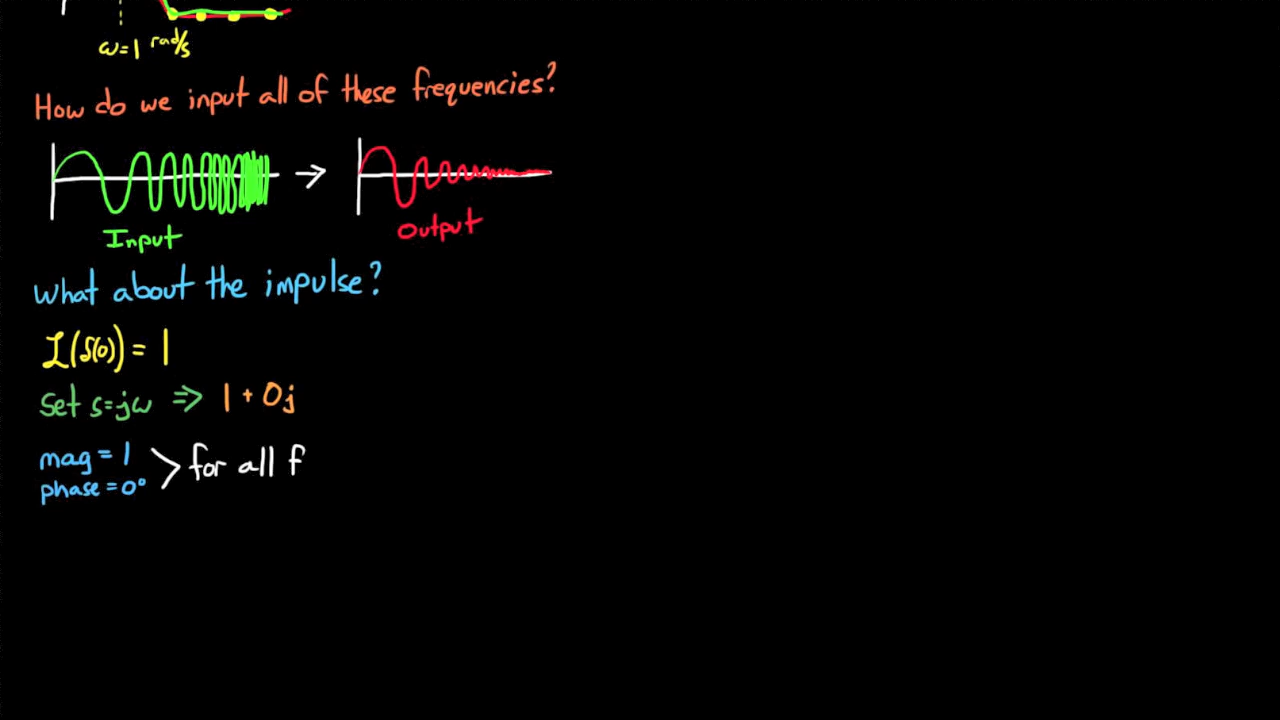 ω=1 rad/s
How do we input all of these frequencies?
→
Input
Output
What about the impulse?
ℒ(δ(0)) = 1
Set s=jω ⇒ 1 + 0j
mag = 1
phase = 0°
> for all f